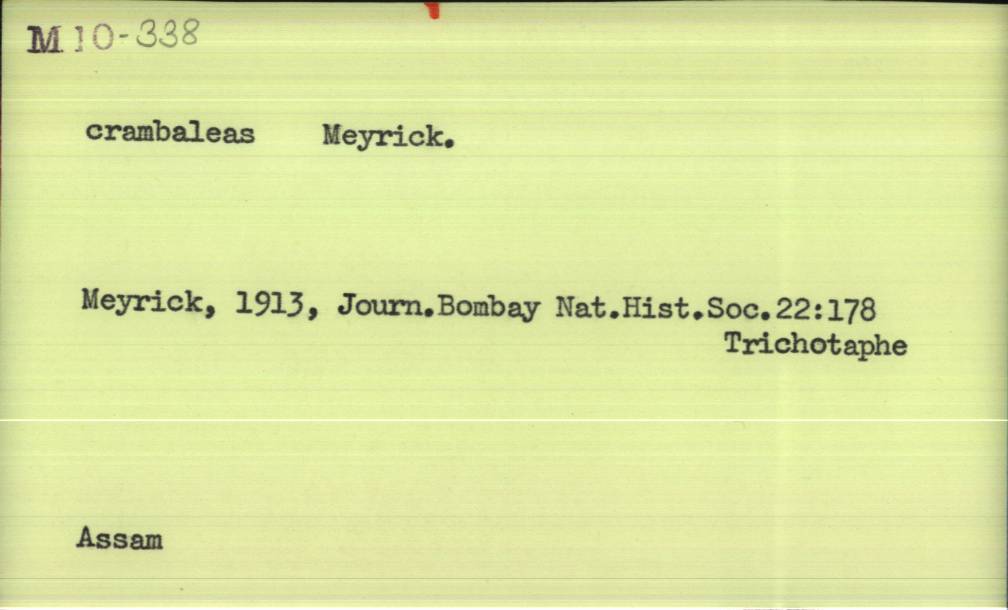 M 10-338
crambaleas Meyrick.
Meyrick, 1913, Journ.Bombay Nat.Hist.Soc.22:178
Trichotaphe
Assam